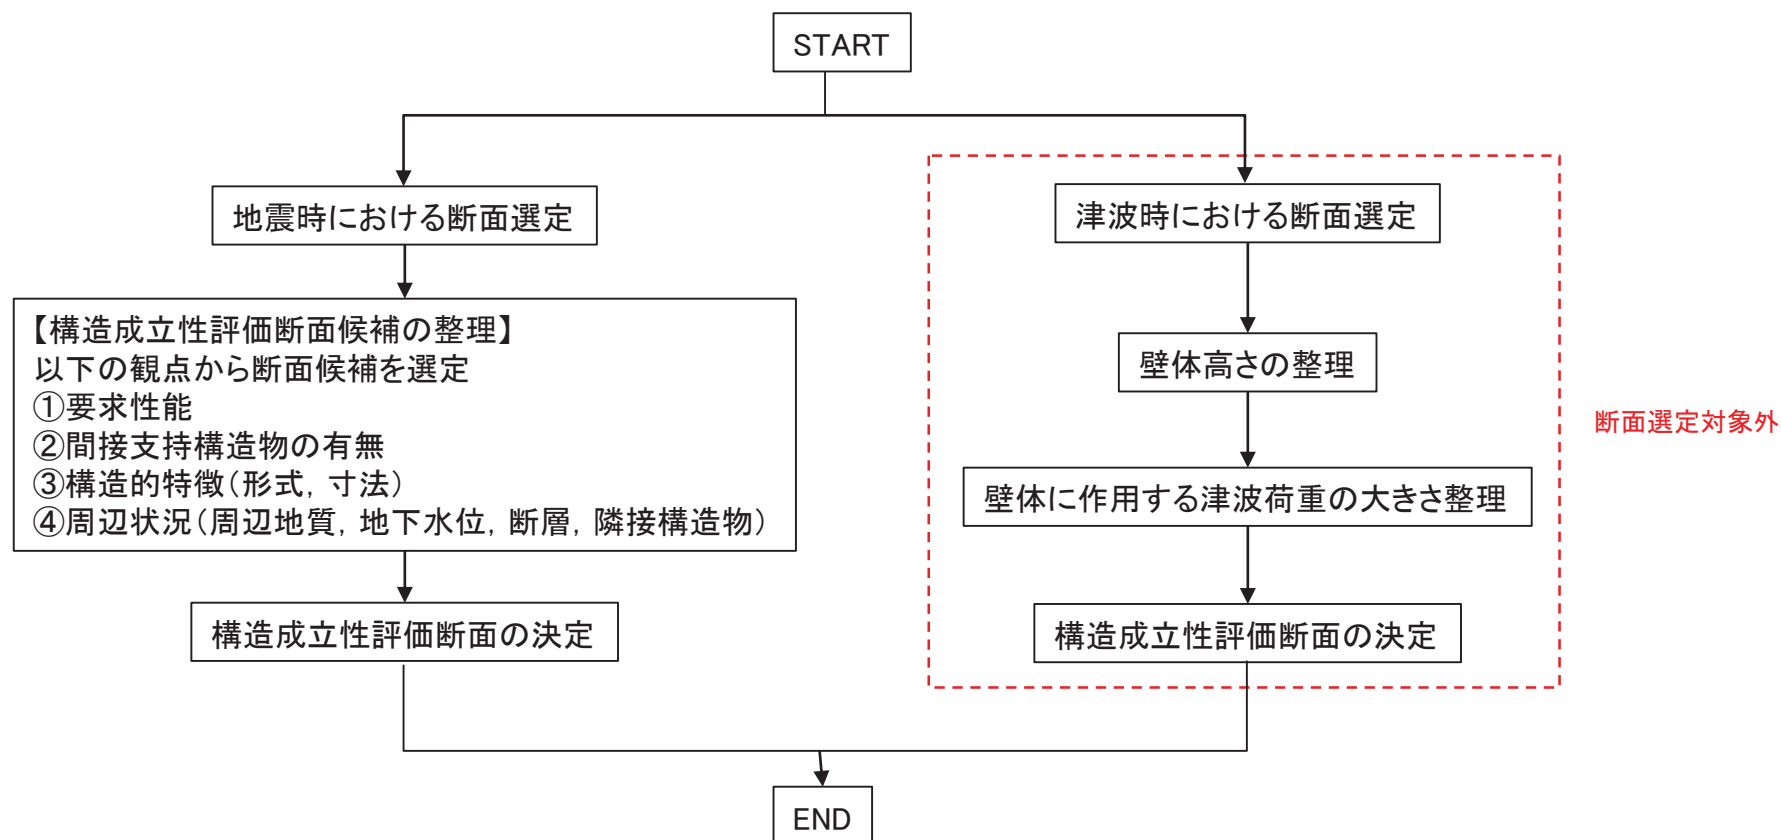 START
地震時における断面選定
【構造成立性評価断面候補の整理】
以下の観点から断面候補を選定
①要求性能
②間接支持構造物の有無
③構造的特徴(形式, 寸法)
④周辺状況(周辺地質, 地下水位, 断層, 隣接構造物)
構造成立性評価断面の決定
津波時における断面選定
壁体高さの整理
壁体に作用する津波荷重の大きさ整理
構造成立性評価断面の決定
断面選定対象外
END